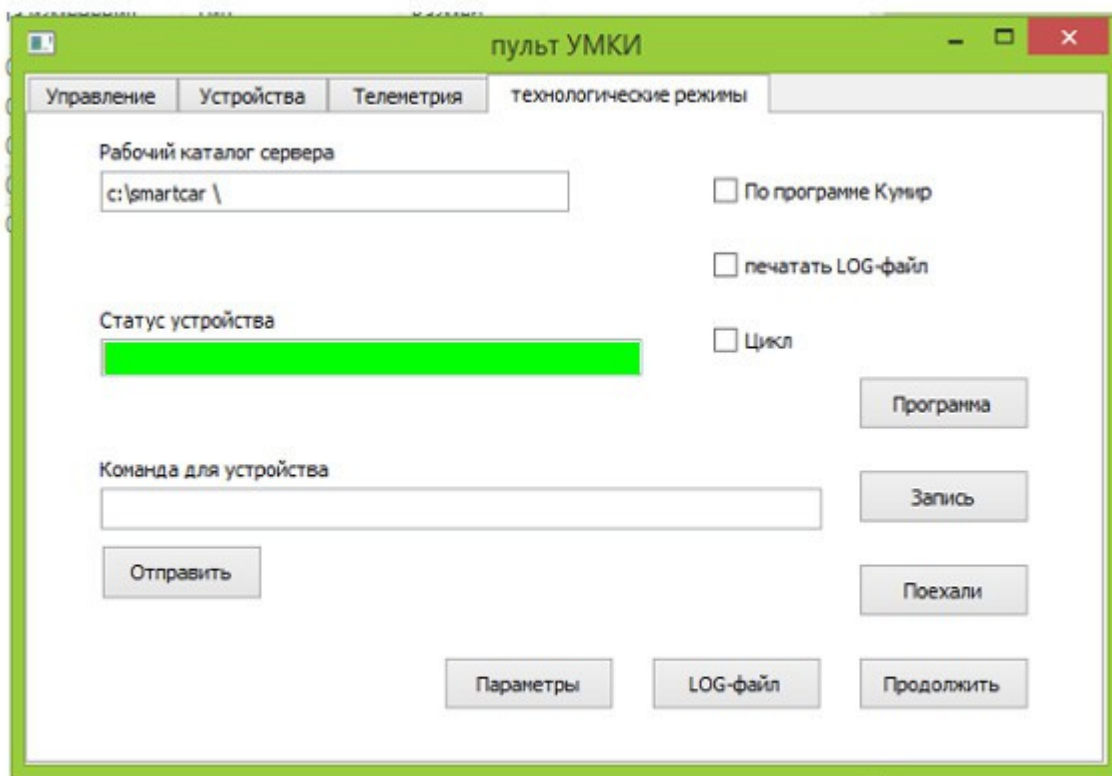 пульт УМКИ
Управление Устройства Телеметрия технологические режимы
Рабочий каталог сервера
c:\smartcar \
По программе Кумир
печатать LOG-файл
Статус устройства
Цикл
Программа
Команда для устройства
Запись
Отправить
Поехали
Параметры LOG-файл Продолжить